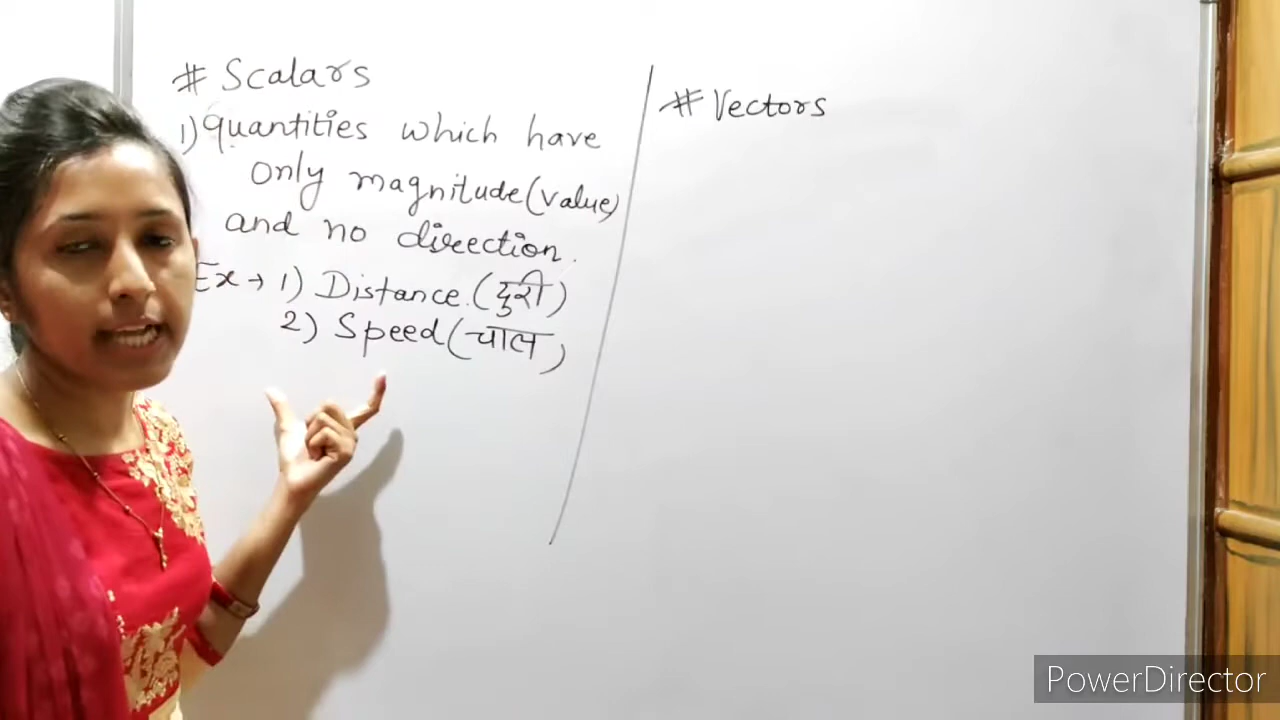 # Scalars
1) Quantities which have
only magnitude (value)
and no direction.
Ex → 1) Distance. (दुरी)
2) Speed (चाल)
# Vectors
PowerDirector